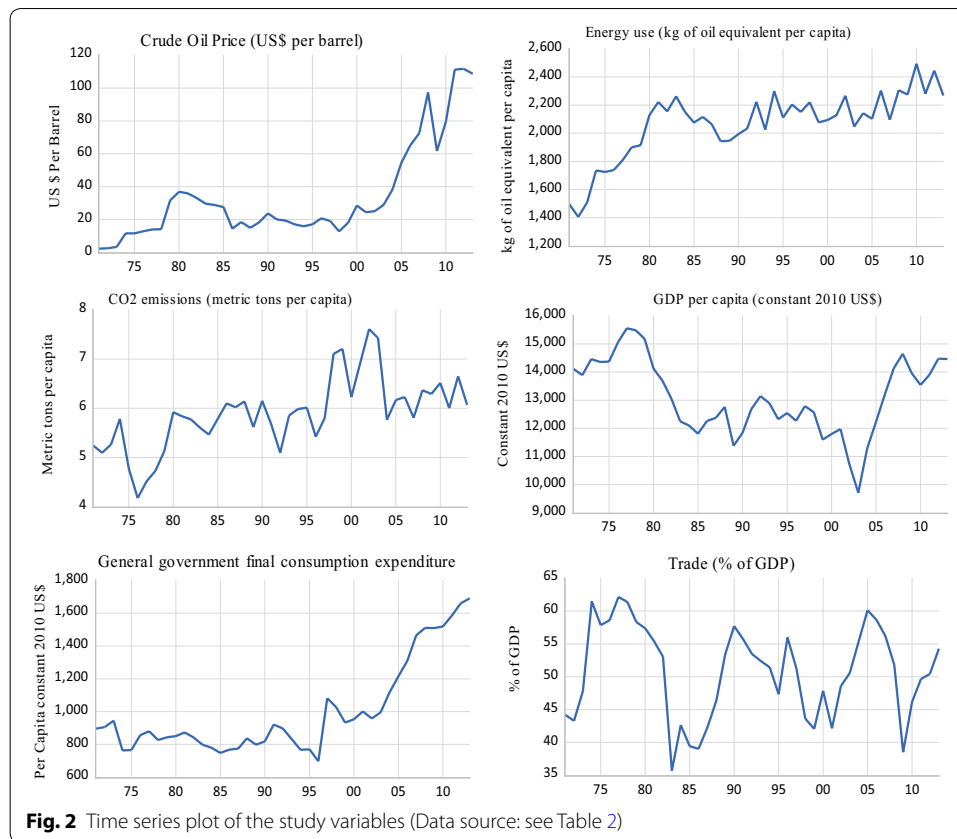 Crude Oil Price (US$ per barrel)
US $ Per Barrel
120
100
80
60
40
20
0
75 80 85 90 95 00 05 10
Energy use (kg of oil equivalent per capita)
kg of oil equivalent per capita
2,600
2,400
2,200
2,000
1,800
1,600
1,400
1,200
75 80 85 90 95 00 05 10
CO2 emissions (metric tons per capita)
Metric tons per capita
8
7
6
5
4
75 80 85 90 95 00 05 10
GDP per capita (constant 2010 US$)
Constant 2010 US$
16,000
15,000
14,000
13,000
12,000
11,000
10,000
9,000
75 80 85 90 95 00 05 10
General government final consumption expenditure
Per Capita constant 2010 US$
1,800
1,600
1,400
1,200
1,000
800
600
75 80 85 90 95 00 05 10
Trade (% of GDP)
% of GDP
65
60
55
50
45
40
35
75 80 85 90 95 00 05 10
Fig. 2 Time series plot of the study variables (Data source: see Table 2)